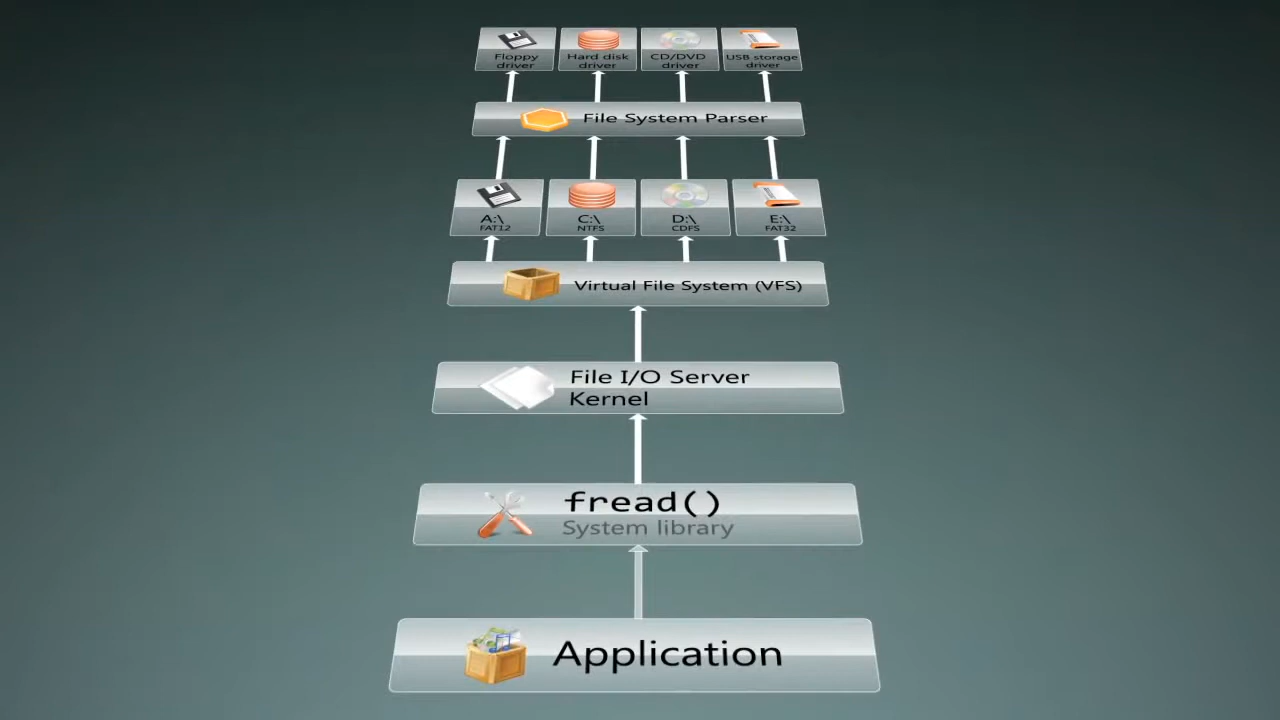 Floppy
driver
Hard disk
driver
CD/DVD
driver
USB storage
driver
File System Parser
A:\
FAT12
C:\
NTFS
D:\
CDFS
E:\
FAT32
Virtual File System (VFS)
File I/O Server
Kernel
fread()
System library
Application